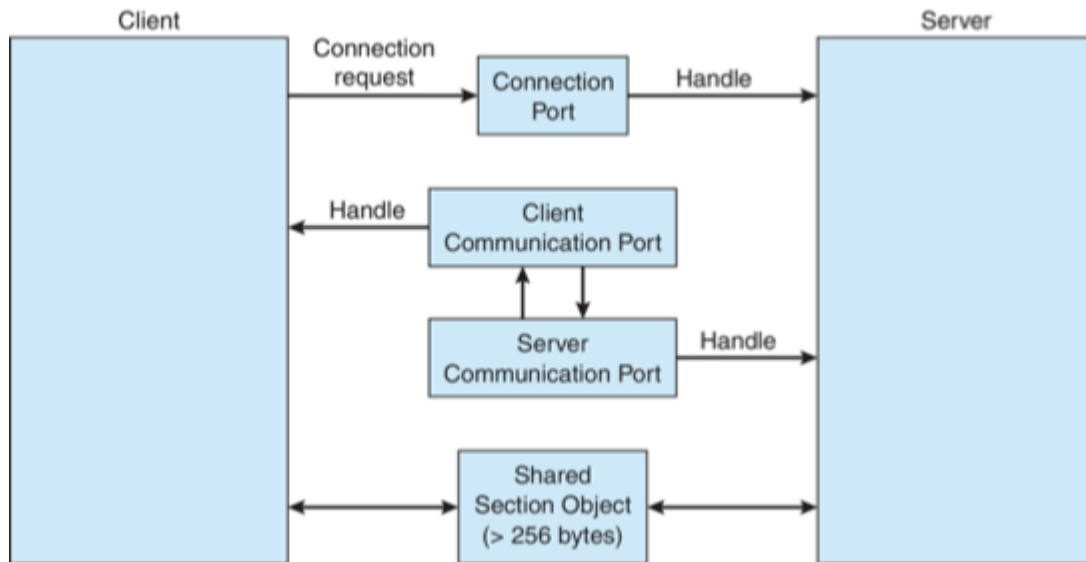 Client
Server
Connection
request
Connection
Port
Handle
Handle
Client
Communication Port
Server
Communication Port
Handle
Shared
Section Object
(> 256 bytes)